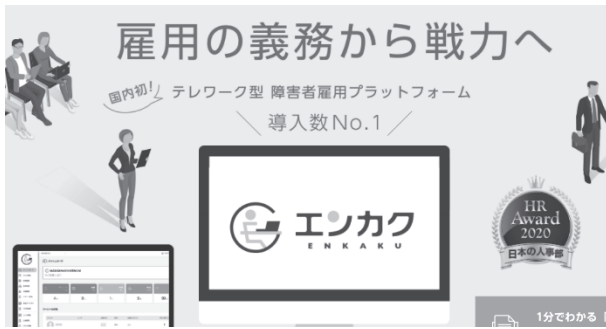 雇用の義務から戦力へ
国内初!
テレワーク型 障害者雇用プラットフォーム
導入数No.1
エンカク
ENKAKU
HR
Award
2020
日本の人事部
1分でわかる